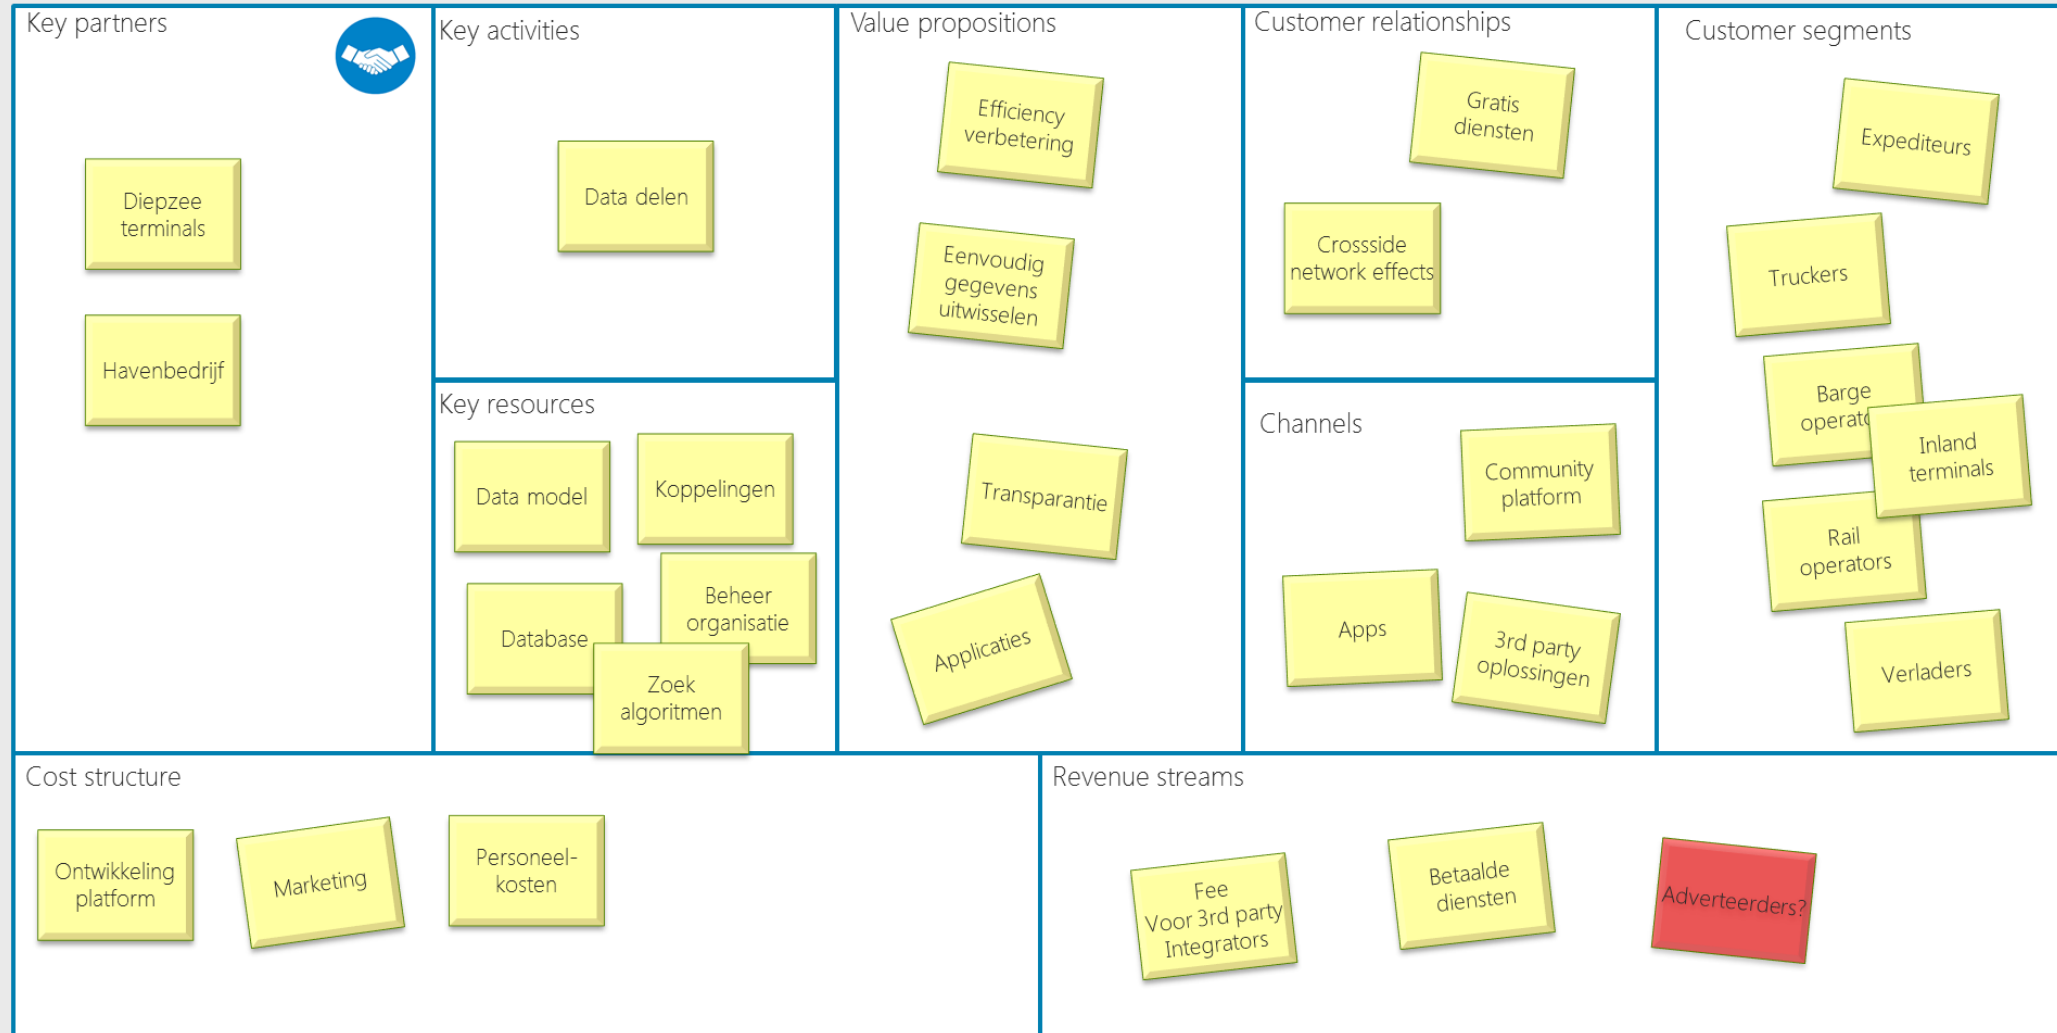 Key partners
Diepzee
terminals
Havenbedrijf
Key activities
Data delen
Key resources
Data model
Koppelingen
Database
Beheer
organisatie
Zoek
algoritmen
Value propositions
Efficiency
verbetering
Eenvoudig
gegevens
uitwisselen
Transparantie
Applicaties
Customer relationships
Gratis
diensten
Crossside
network effects
Channels
Community
platform
Apps
3rd party
oplossingen
Customer segments
Expediteurs
Truckers
Barge
Inland
terminals
Rail
operators
Verladers
Cost structure
Ontwikkeling
platform
Marketing
Personeel-
kosten
Revenue streams
Fee
Voor 3rd party
Integrators
Betaalde
diensten
Adverteerders?